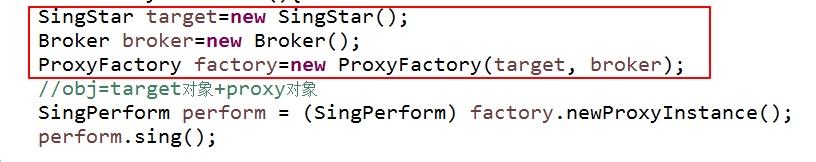 SingStar target=new SingStar();
Broker broker=new Broker();
ProxyFactory factory=new ProxyFactory(target, broker);
//obj=target对象+proxy对象
SingPerform perform = (SingPerform) factory.newProxyInstance();
perform.sing();